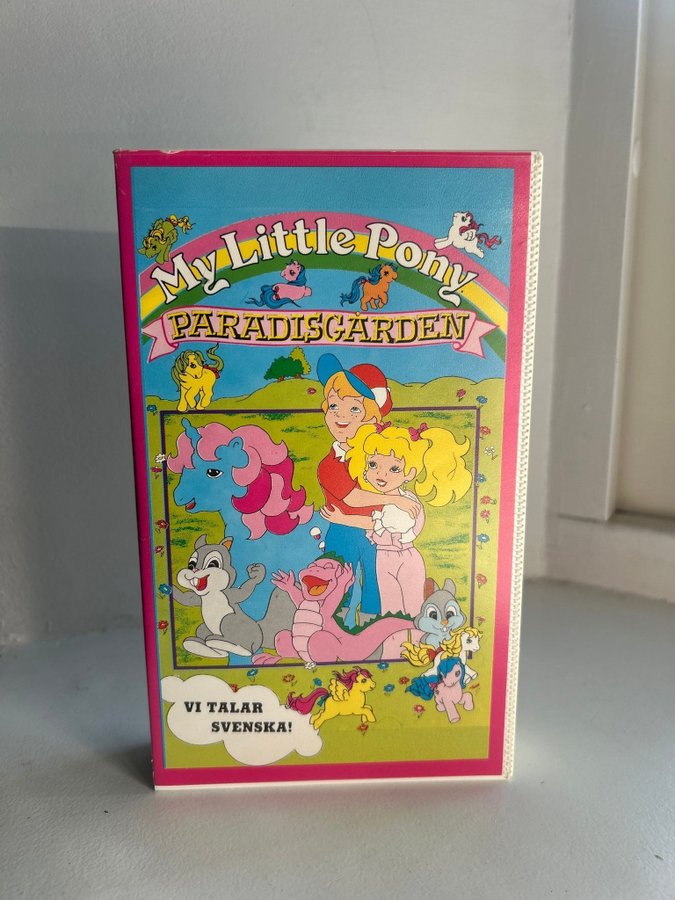 My Little Pony
PARADISGÅRDEN
VI TALAR
SVENSKA!